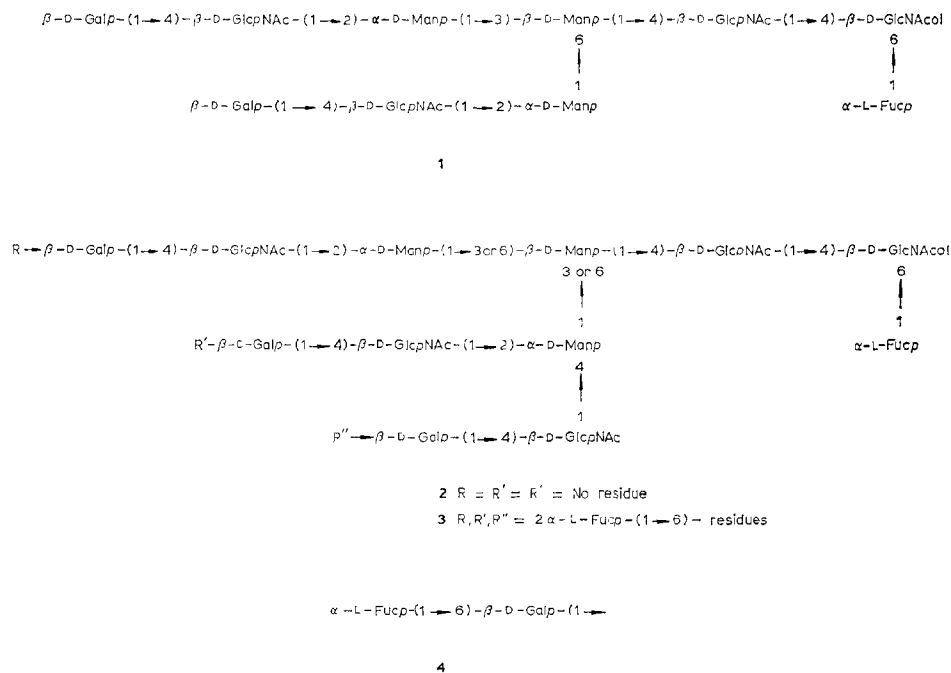 β-D-Galp-(1→4)-β-D-GlcpNAc-(1→2)-α-D-Manp-(1→3)-β-D-Manp-(1→4)-β-D-GlcpNAc-(1→4)-β-D-GlcNAcol
6 6
↑ ↑
1 1
β-D-Galp-(1→4)-β-D-GlcpNAc-(1→2)-α-D-Manp α-L-Fucp
1
R→β-D-Galp-(1→4)-β-D-GlcpNAc-(1→2)-α-D-Manp-(1→3or6)-β-D-Manp-(1→4)-β-D-GlcpNAc-(1→4)-β-D-GlcNAcol
3 or 6 6
↑ ↑
1 1
R'-β-D-Galp-(1→4)-β-D-GlcpNAc-(1→2)-α-D-Manp α-L-Fucp
4
↑
1
R''→β-D-Galp-(1→4)-β-D-GlcpNAc
2 R = R' = R' = No residue
3 R,R',R'' = 2 α-L-Fucp-(1→6)- residues
α-L-Fucp-(1→6)-β-D-Galp-(1→
4